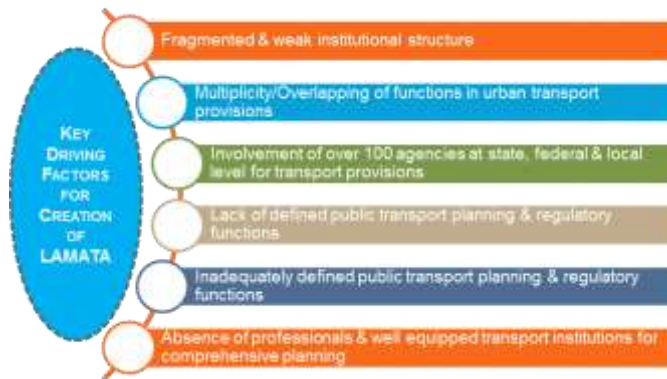 KEY
DRIVING
FACTORS
FOR
CREATION
OF
LAMATA
Fragmented & weak institutional structure
Multiplicity/Overlapping of functions in urban transport
provisions
Involvement of over 100 agencies at state, federal & local
level for transport provisions
Lack of defined public transport planning & regulatory
functions
Inadequately defined public transport planning & regulatory
functions
Absence of professionals & well equipped transport institutions for
comprehensive planning